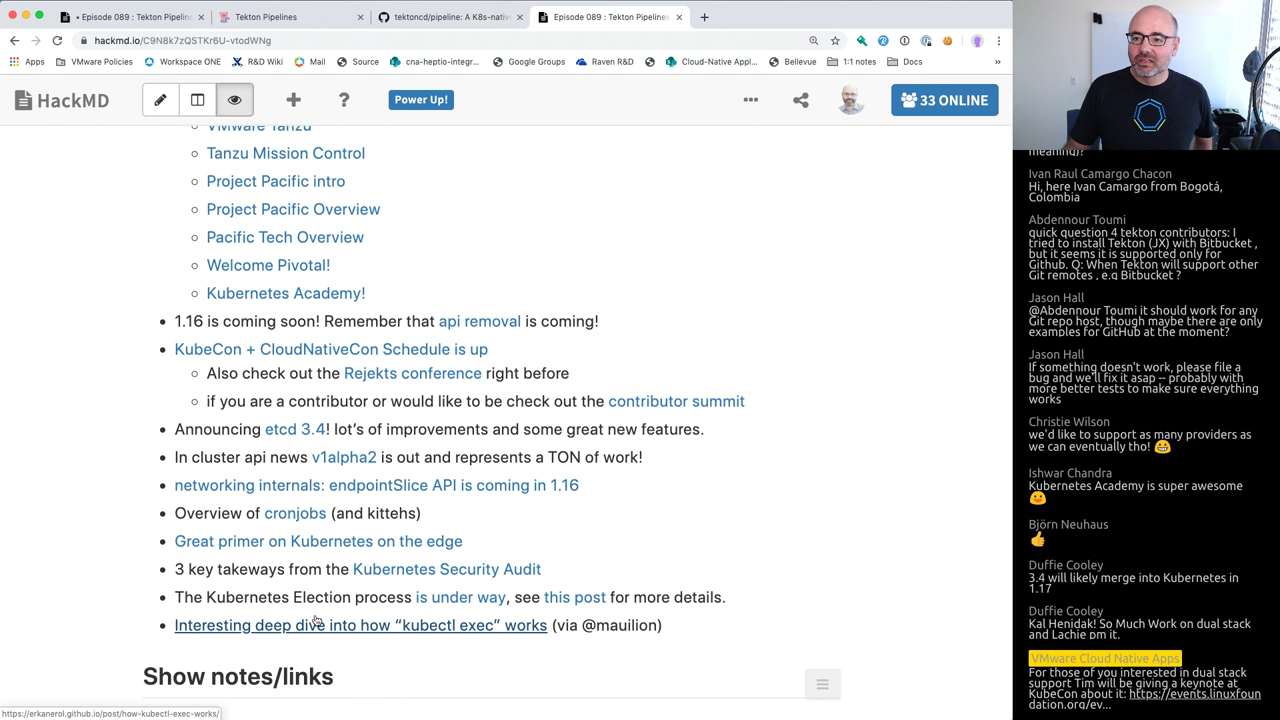 • Episode 089 : Tekton Pipeline
Tekton Pipelines
tektoncd/pipeline: A K8s-nativ
Episode 089 : Tekton Pipelines
hackmd.io/C9N8k7zQSTKr6U-vtodWNg
Apps
VMware Policies
Workspace ONE
R&D Wiki
Mail
Source
cna-heptio-integr...
Google Groups
Raven R&D
Cloud-Native Appl...
Bellevue
1:1 notes
Docs
»
HackMD
Power Up!
33 ONLINE
VMware Tanzu
Tanzu Mission Control
Project Pacific intro
Project Pacific Overview
Pacific Tech Overview
Welcome Pivotal!
Kubernetes Academy!
1.16 is coming soon! Remember that api removal is coming!
KubeCon + CloudNativeCon Schedule is up
Also check out the Rejekts conference right before
if you are a contributor or would like to be check out the contributor summit
Announcing etcd 3.4! It's of improvements and some great new features.
In cluster api news v1alpha2 is out and represents a TON of work!
networking internals: endpointSlice API is coming in 1.16
Overview of cronjobs (and kittehs)
Great primer on Kubernetes on the edge
3 key takeways from the Kubernetes Security Audit
The Kubernetes Election process is under way, see this post for more details.
Interesting deep dive into how “kubectl exec” works (via @mauilion)
Show notes/links
https://erkanerol.github.io/post/how-kubectl-exec-works/
meaning)?
Ivan Raul Camargo Chacon
Hi, here Ivan Camargo from Bogotá,
Colombia
Abdennour Toumi
quick question 4 tekton contributors: I
tried to install Tekton (JX) with Bitbucket ,
but it seems it is supported only for
Github. Q: When Tekton will support other
Git remotes , e.g Bitbucket ?
Jason Hall
@Abdennour Toumi it should work for any
Git repo host, though maybe there are only
examples for GitHub at the moment?
Jason Hall
If something doesn't work, please file a
bug and we'll fix it asap -- probably with
more better tests to make sure everything
works
Christie Wilson
we'd like to support as many providers as
we can eventually tho! 😁
Ishwar Chandra
Kubernetes Academy is super awesome
😃
Björn Neuhaus
👍
Duffie Cooley
3.4 will likely merge into Kubernetes in
1.17
Duffie Cooley
Kal Henidak! So Much Work on dual stack
and Lachie pm it.
VMware Cloud Native Apps
For those of you interested in dual stack
support Tim will be giving a keynote at
KubeCon about it: https://events.linuxfoun
dation.org/ev...